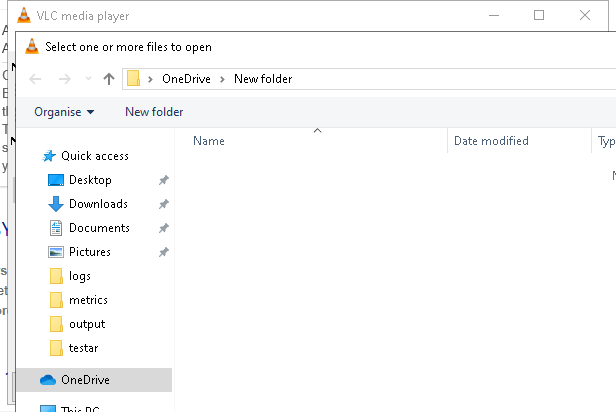 VLC media player
Select one or more files to open
OneDrive > New folder
Organise New folder
Name Date modified
Quick access
Desktop
Downloads
Documents
Pictures
logs
metrics
output
testar
OneDrive
This PC